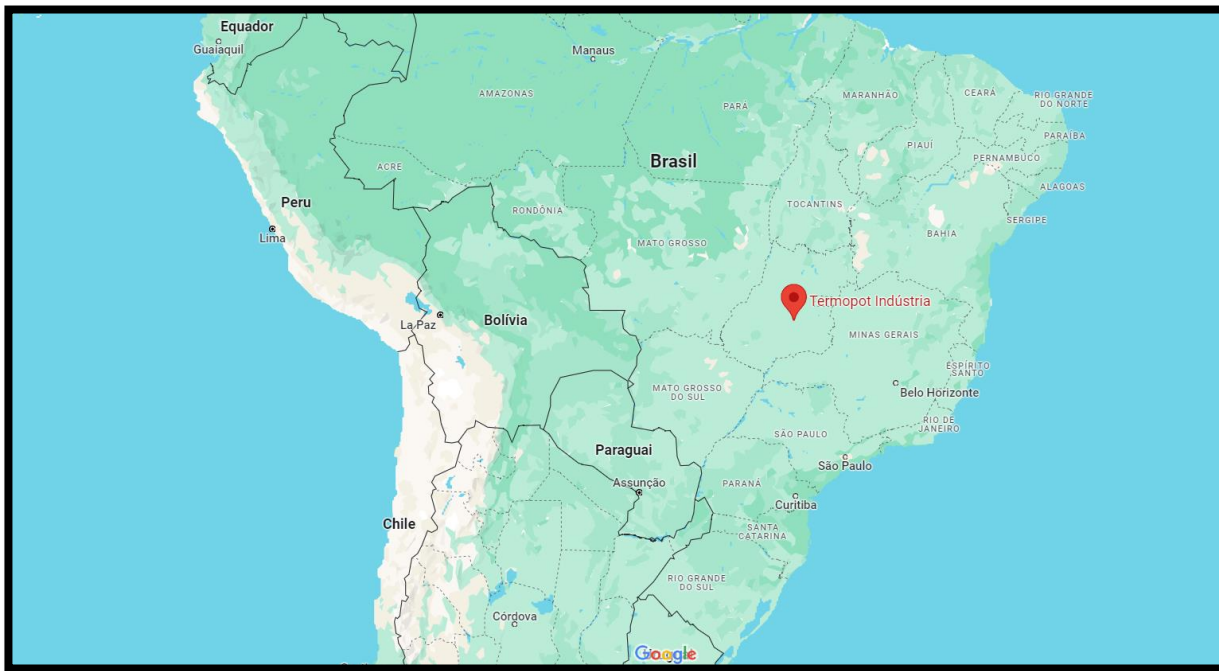 Equador
Guaiaquil
Manaus
AMAZONAS
PARÁ
MARANHÃO
CEARÁ
RIO GRANDE
DO NORTE
PARAÍBA
PIAUÍ
PERNAMBUCO
ACRE
Brasil
ALAGOAS
Peru
RONDÔNIA
TOCANTINS
SERGIPE
Lima
MATO GROSSO
BAHIA
Termopot Indústria
La Paz
Bolívia
MINAS GERAIS
ESPÍRITO
SANTO
MATO GROSSO
DO SUL
Belo Horizonte
RIO DE
JANEIRO
SÃO PAULO
Paraguai
São Paulo
Assunção
PARANÁ
Curitiba
Chile
SANTA
CATARINA
RIO GRANDE
DO SUL
Córdova
Google